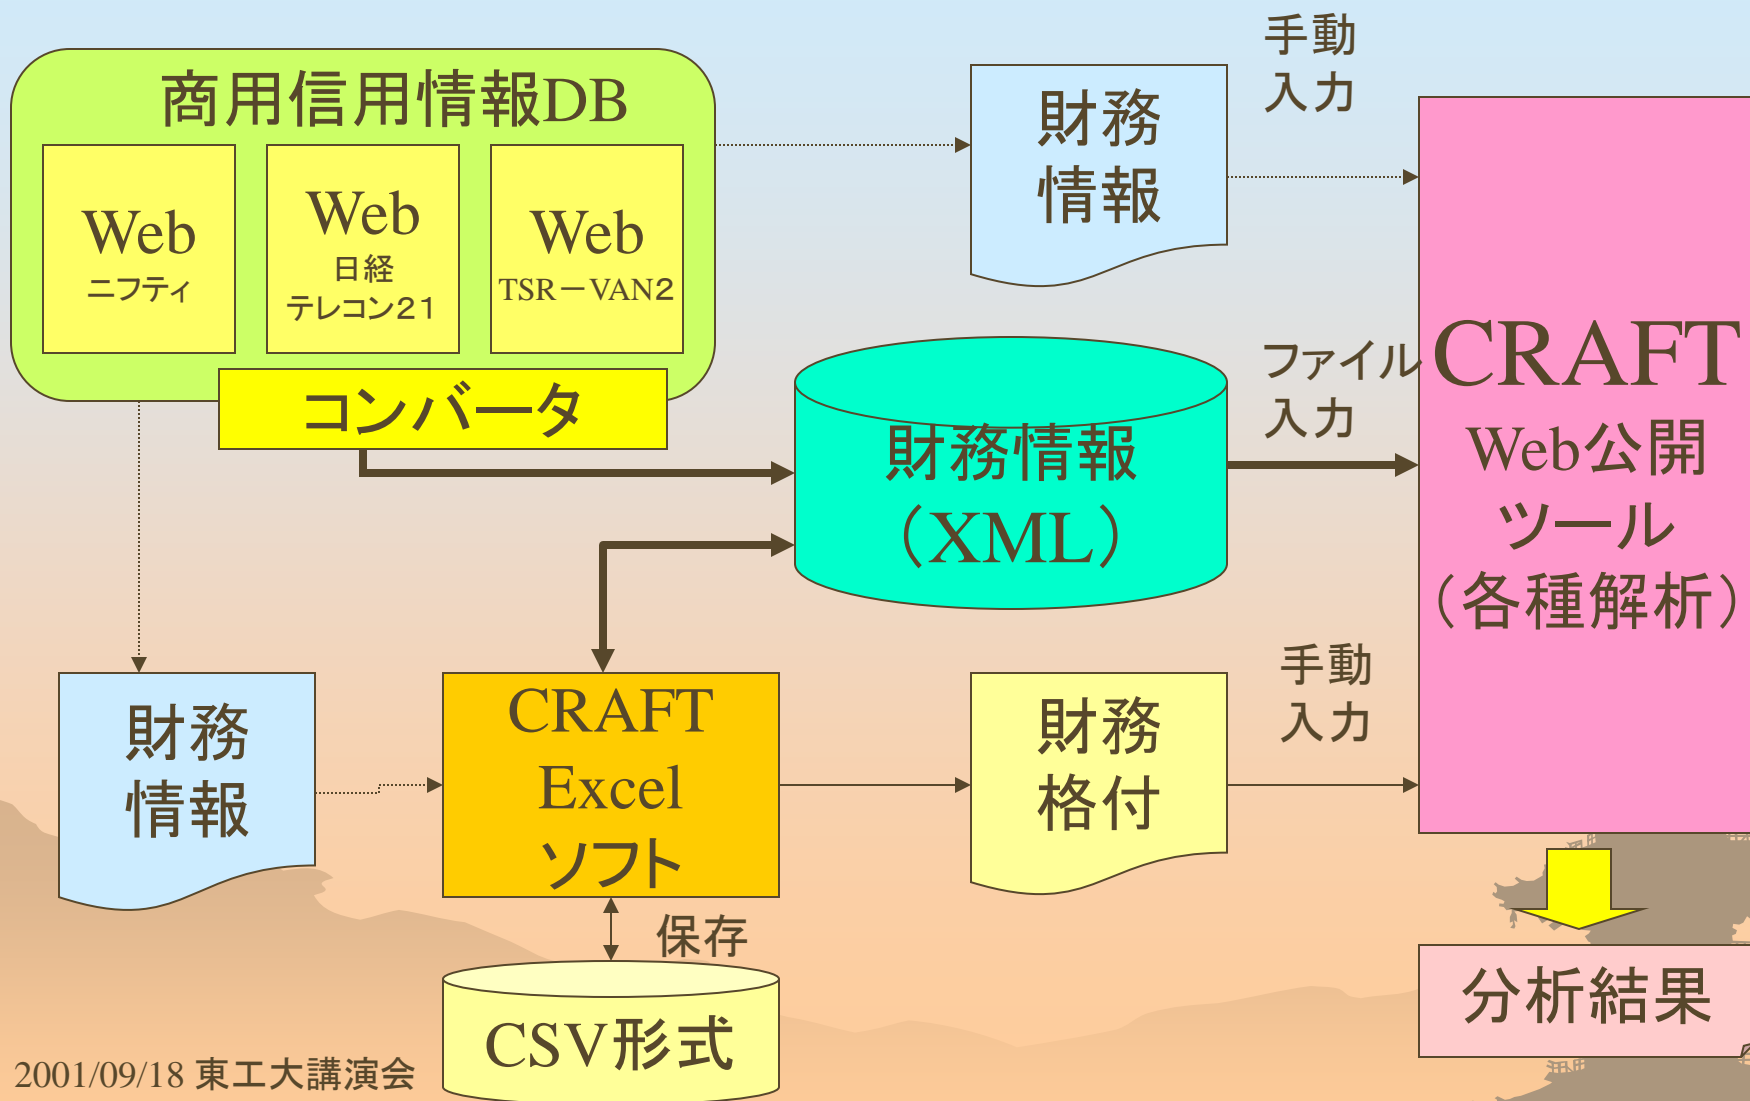 商用信用情報DB
Web
ニフティ
Web
日経
テレコン２１
Web
TSR－VAN２
コンバータ
財務
情報
手動
入力
財務情報
（XML）
ファイル
入力
CRAFT
Web公開
ツール
（各種解析）
財務
情報
CRAFT
Excel
ソフト
財務
格付
手動
入力
保存
CSV形式
分析結果
2001/09/18 東工大講演会